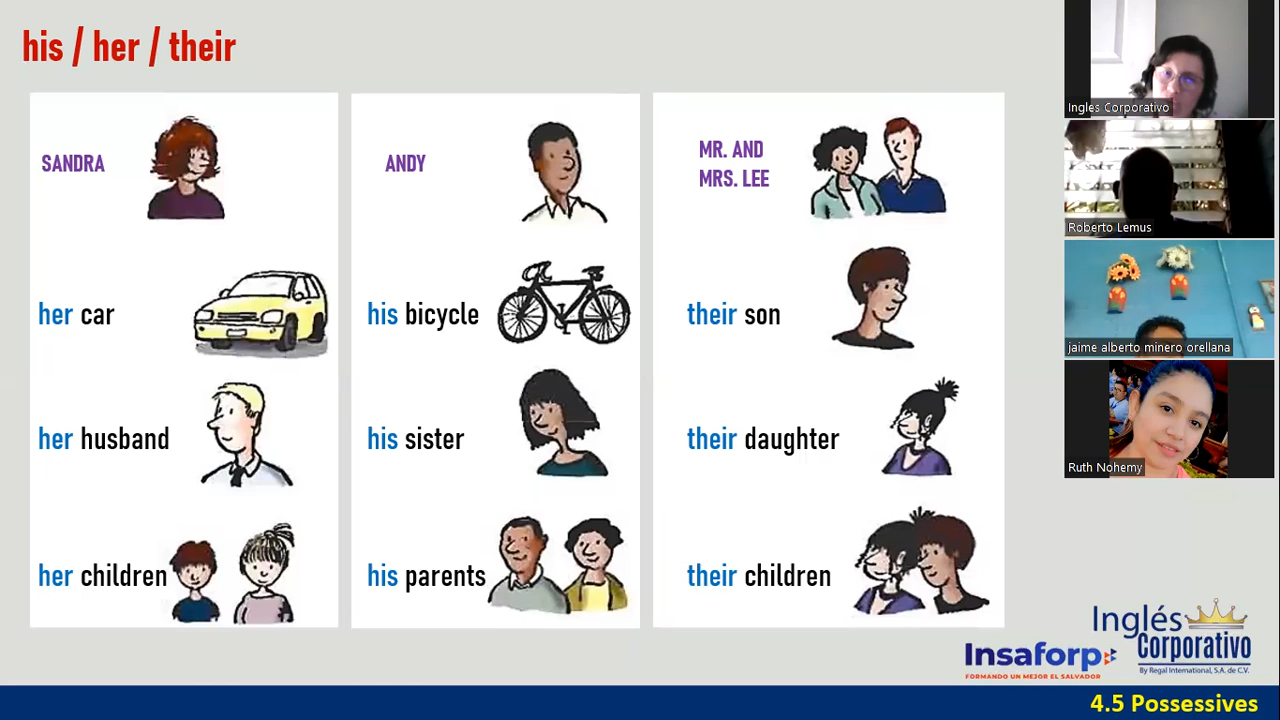 his / her / their
SANDRA
her car
her husband
her children
ANDY
his bicycle
his sister
his parents
MR. AND
MRS. LEE
their son
their daughter
their children
Ingles Corporativo
Roberto Lemus
jaime alberto minero orellana
Ruth Nohemy
Insaforp
FORMANDO UN MEJOR EL SALVADOR
Inglés
Corporativo
By Regal International, S.A. de C.V.
4.5 Possessives